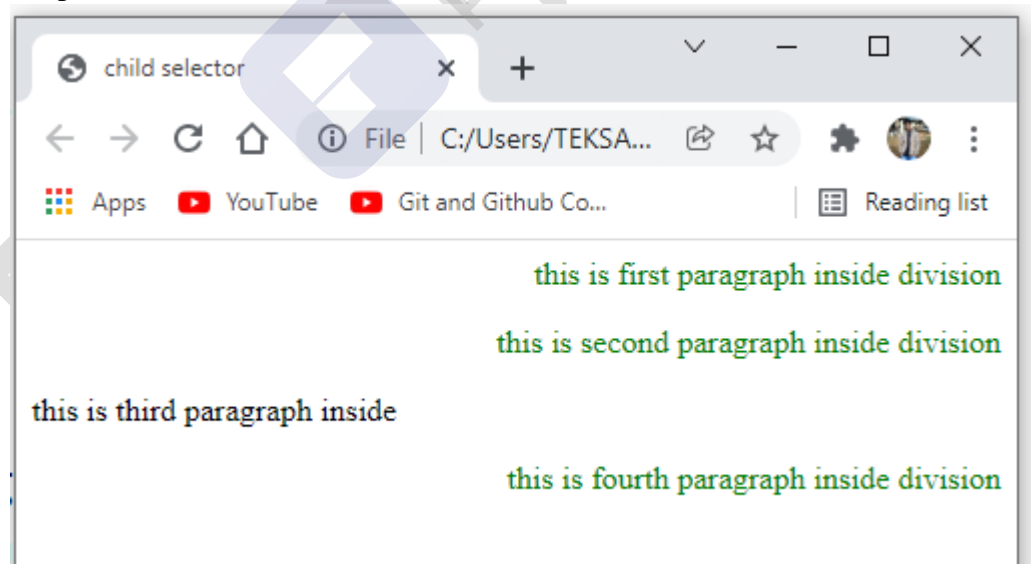 child selector
File | C:/Users/TEKSA...
Apps YouTube Git and Github Co... Reading list
this is first paragraph inside division
this is second paragraph inside division
this is third paragraph inside
this is fourth paragraph inside division